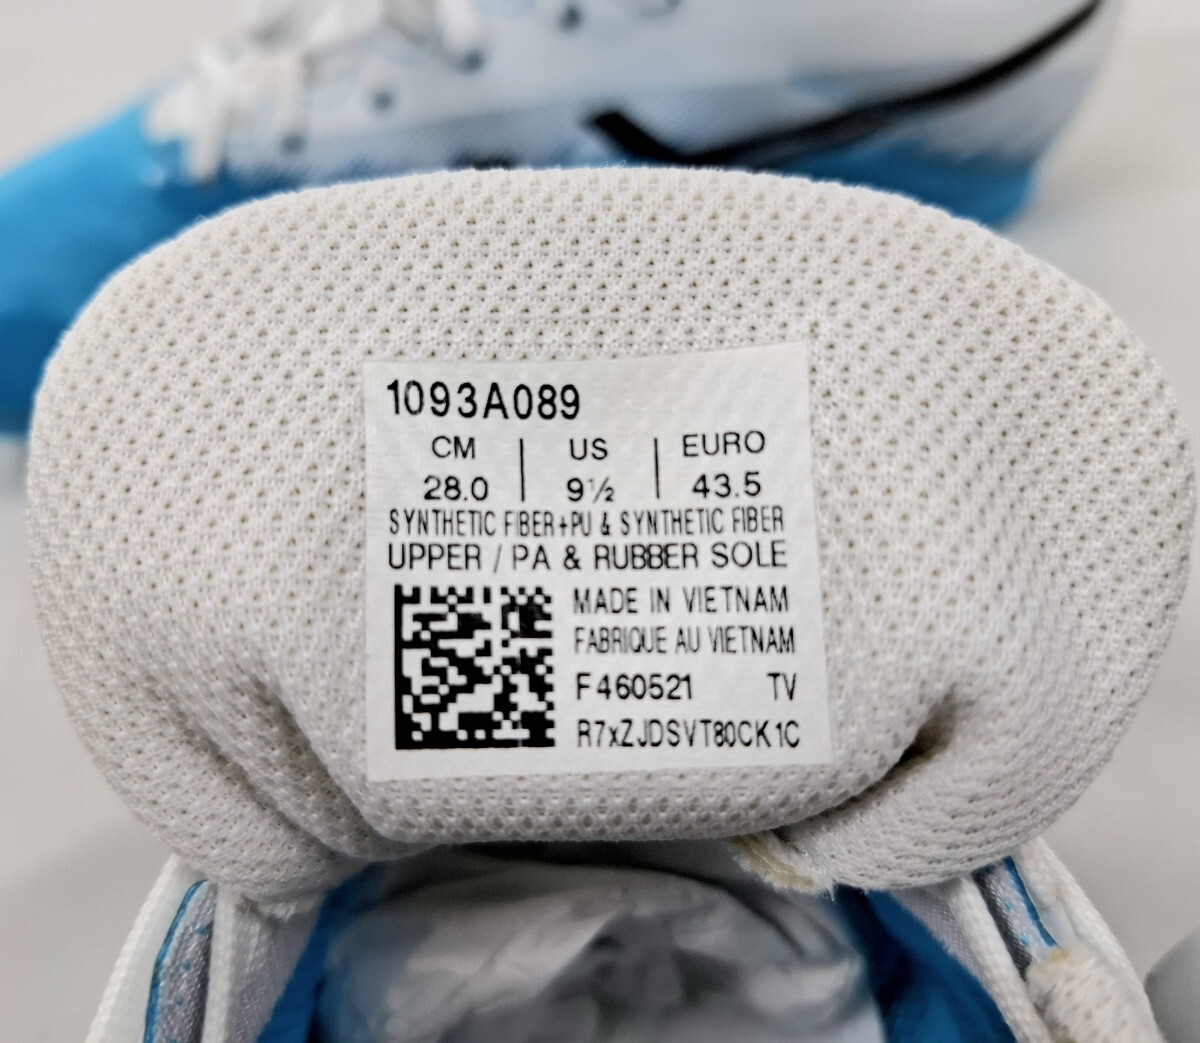 1093A089
CM | US | EURO
28.0 | 9½ | 43.5
SYNTHETIC FIBER+PU & SYNTHETIC FIBER
UPPER / PA & RUBBER SOLE
MADE IN VIETNAM
FABRIQUE AU VIETNAM
F460521 TV
R7xZJDSVT80CK1C